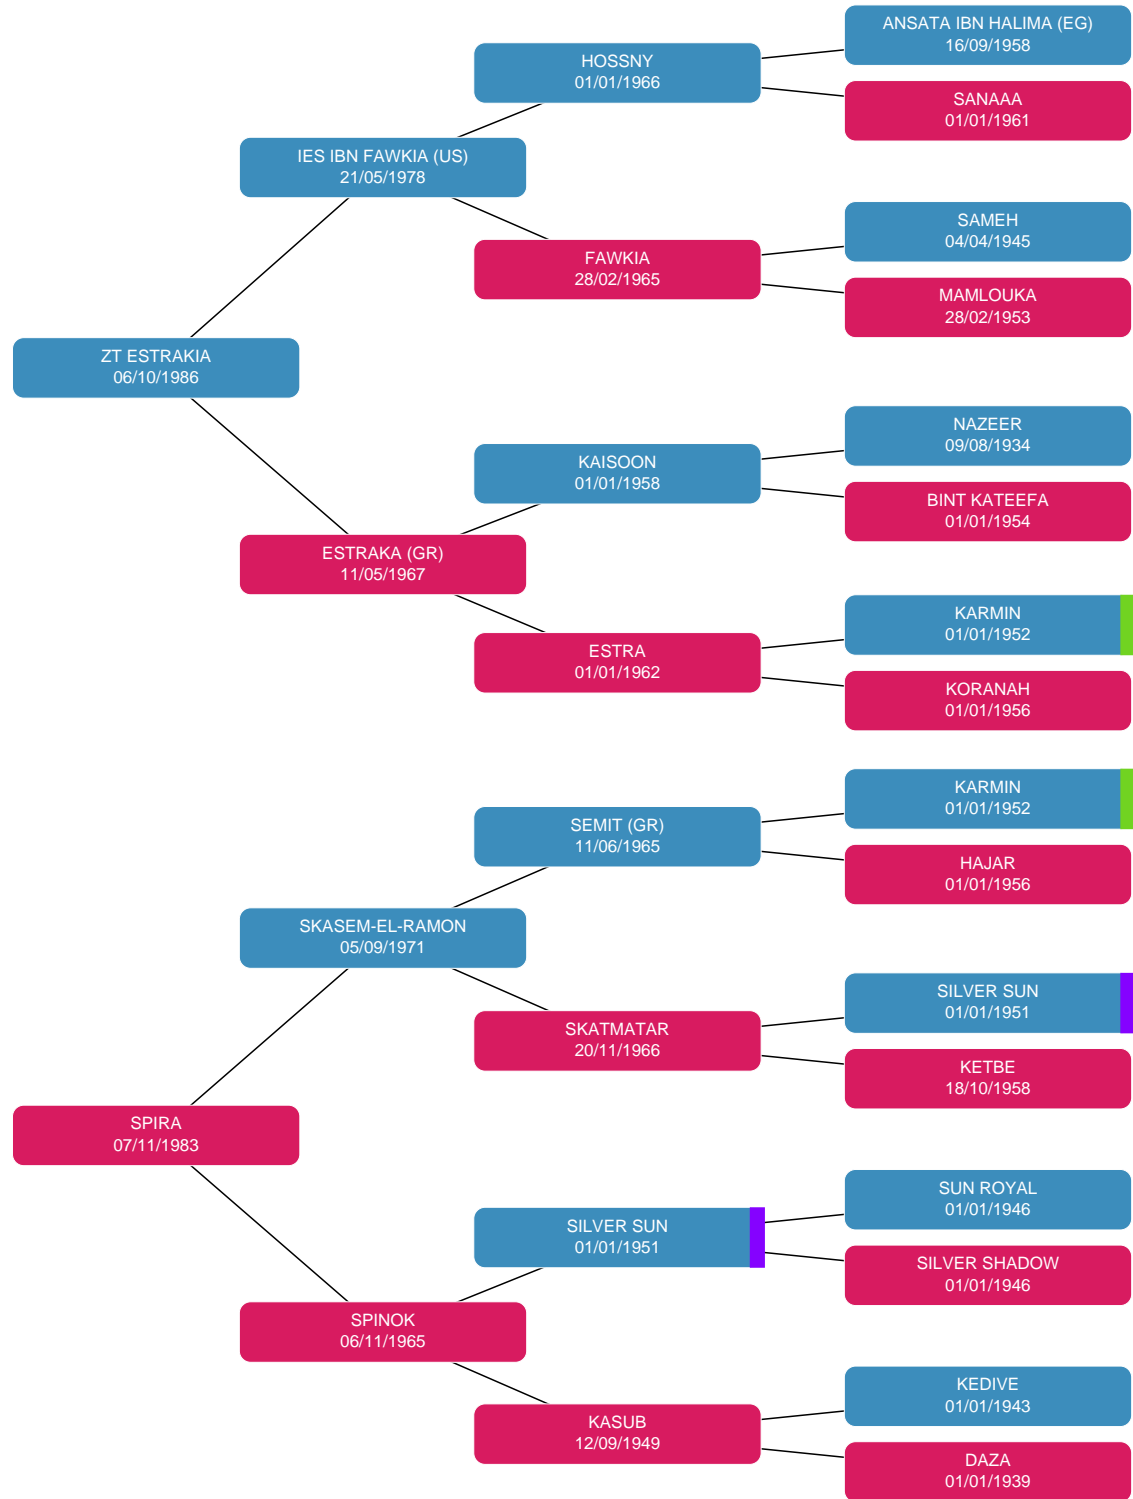 ANSATA IBN HALIMA (EG)
16/09/1958
HOSSNY
01/01/1966
SANAAA
01/01/1961
IES IBN FAWKIA (US)
21/05/1978
SAMEH
04/04/1945
FAWKIA
28/02/1965
MAMLOUKA
28/02/1953
ZT ESTRAKIA
06/10/1986
NAZEER
09/08/1934
KAISOON
01/01/1958
BINT KATEEFA
01/01/1954
ESTRAKA (GR)
11/05/1967
KARMIN
01/01/1952
ESTRA
01/01/1962
KORANAH
01/01/1956
KARMIN
01/01/1952
SEMIT (GR)
11/06/1965
HAJAR
01/01/1956
SKASEM-EL-RAMON
05/09/1971
SILVER SUN
01/01/1951
SKATMATAR
20/11/1966
KETBE
18/10/1958
SPIRA
07/11/1983
SUN ROYAL
01/01/1946
SILVER SUN
01/01/1951
SILVER SHADOW
01/01/1946
SPINOK
06/11/1965
KEDIVE
01/01/1943
KASUB
12/09/1949
DAZA
01/01/1939